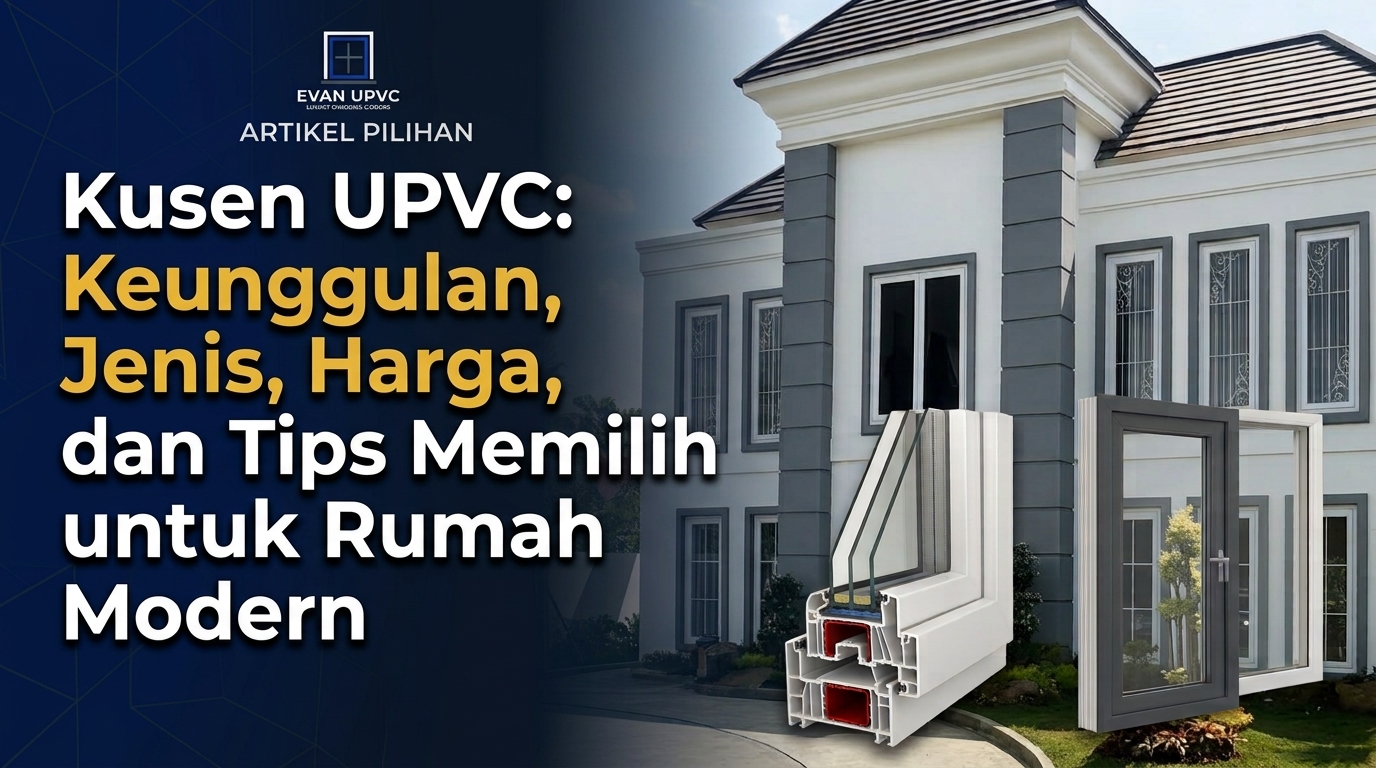 EVAN UPVC
ARTIKEL PILIHAN
Kusen UPVC:
Keunggulan,
Jenis, Harga,
dan Tips Memilih
untuk Rumah
Modern